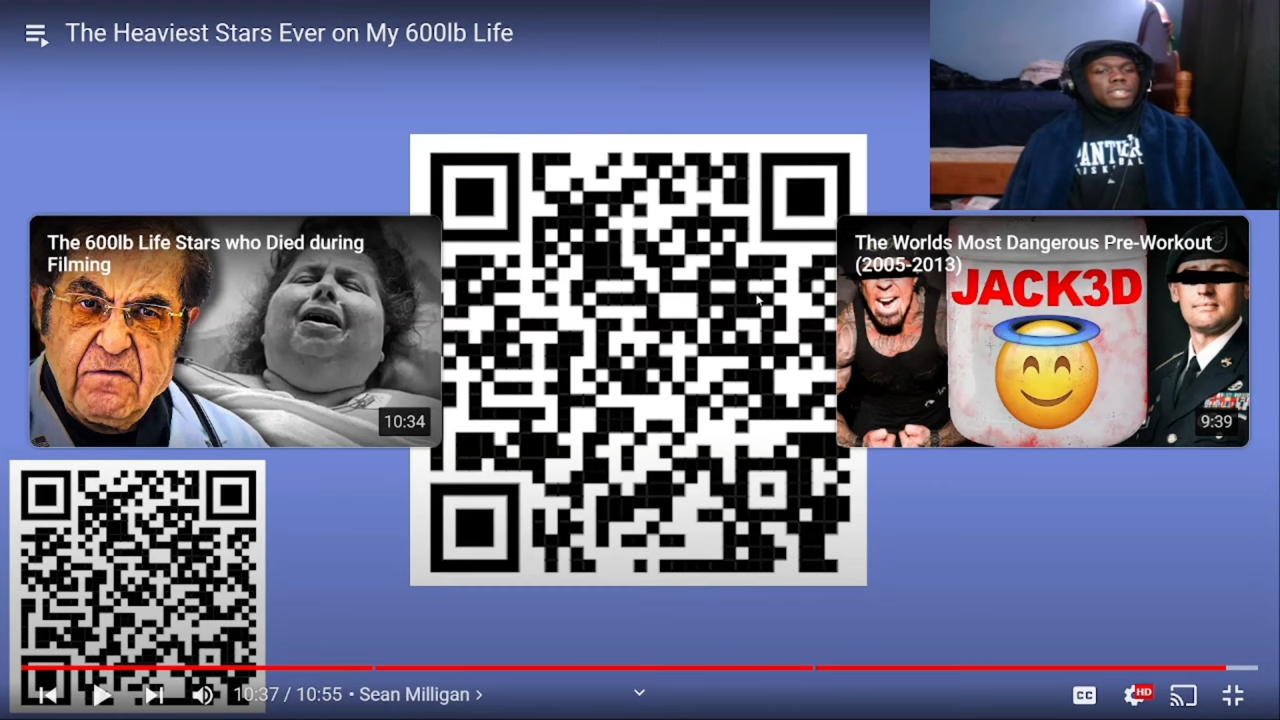 The Heaviest Stars Ever on My 600lb Life
The 600lb Life Stars who Died during
Filming
10:34
The Worlds Most Dangerous Pre-Workout
(2005-2013)
JACK3D
9:39
10:37 / 10:55 • Sean Milligan
CC
HD